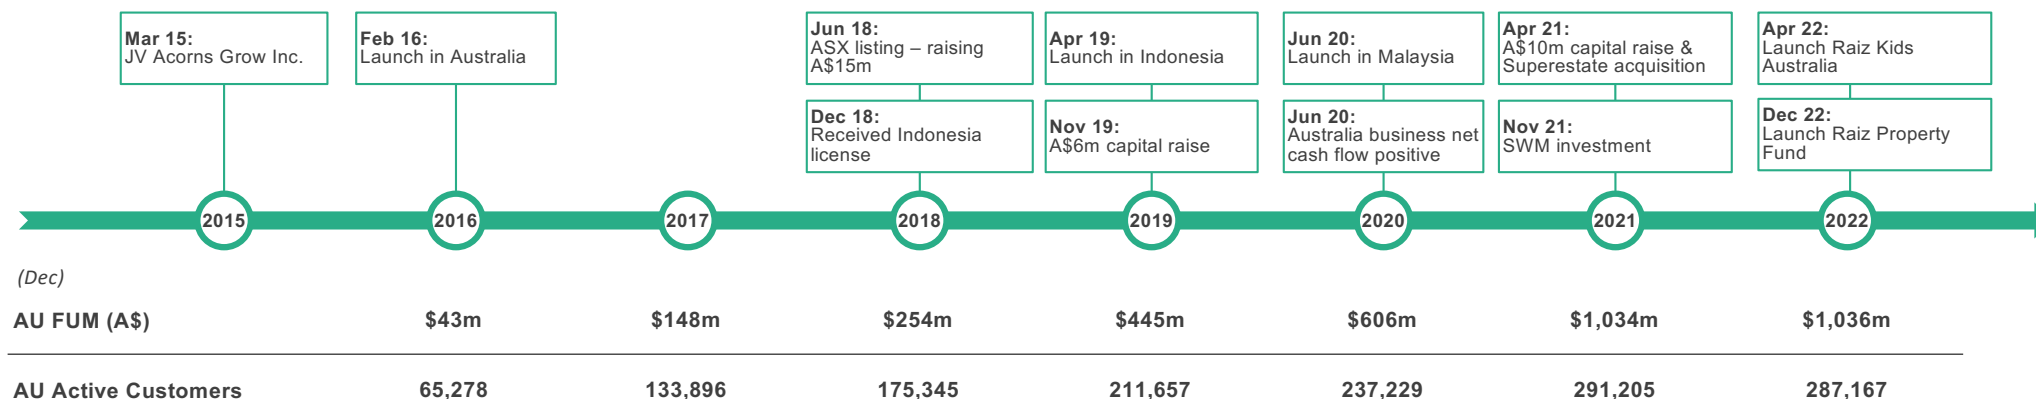 Mar 15:
JV Acorns Grow Inc.
Feb 16:
Launch in Australia
Jun 18:
ASX listing – raising
A$15m
Dec 18:
Received Indonesia
license
Apr 19:
Launch in Indonesia
Nov 19:
A$6m capital raise
Jun 20:
Launch in Malaysia
Jun 20:
Australia business net
cash flow positive
Apr 21:
A$10m capital raise &
Superestate acquisition
Nov 21:
SWM investment
Apr 22:
Launch Raiz Kids
Australia
Dec 22:
Launch Raiz Property
Fund
2015 2016 2017 2018 2019 2020 2021 2022
(Dec)
AU FUM (A$) $43m $148m $254m $445m $606m $1,034m $1,036m
AU Active Customers 65,278 133,896 175,345 211,657 237,229 291,205 287,167